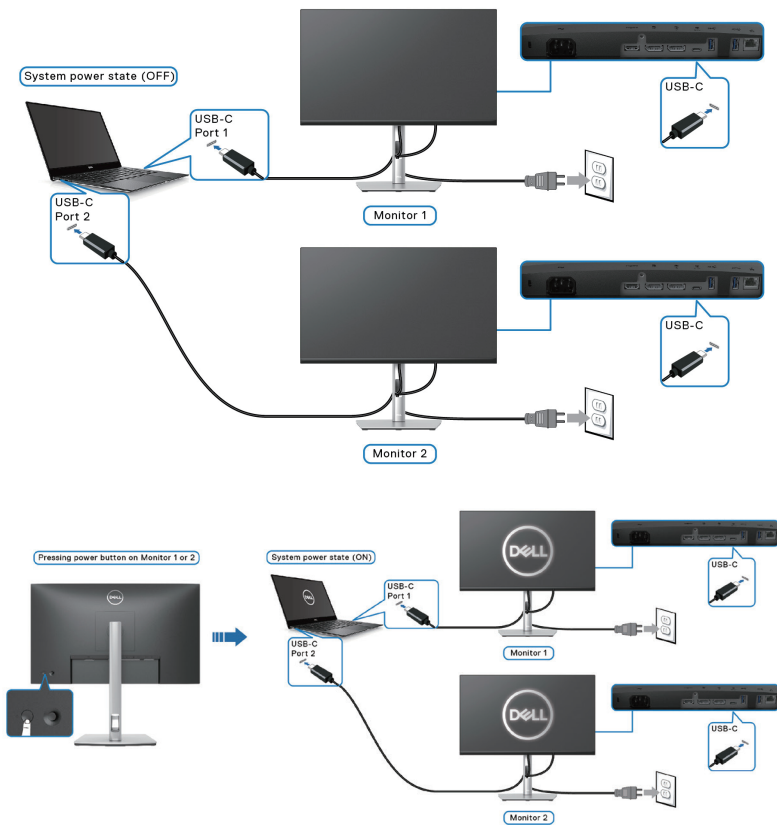 System power state (OFF)
USB-C
Port 1
USB-C
Monitor 1
USB-C
Port 2
USB-C
Monitor 2
Pressing power button on Monitor 1 or 2
DELL
System power state (ON)
DELL
USB-C
Port 1
DELL
USB-C
Monitor 1
USB-C
Port 2
DELL
USB-C
Monitor 2